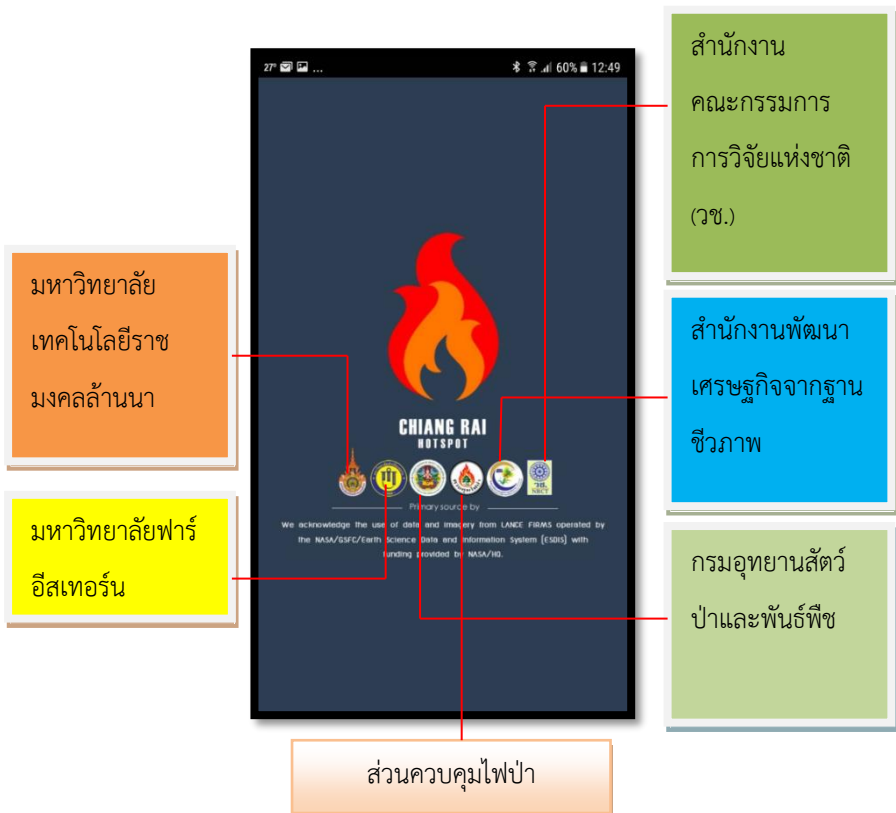 สำนักงาน
คณะกรรมการ
การวิจัยแห่งชาติ
(วช.)
27° ... 60% 12:49
มหาวิทยาลัย
เทคโนโลยีราช
มงคลล้านนา
สำนักงานพัฒนา
เศรษฐกิจจากฐาน
ชีวภาพ
CHIANG RAI
HOTSPOT
วช.
NRCT
Primary source by
We acknowledge the use of data and imagery from LANCE FIRMS operated by
the NASA/GSFC/Earth Science Data and Information System (ESDIS) with
funding provided by NASA/HQ.
มหาวิทยาลัยฟาร์
อีสเทอร์น
กรมอุทยานสัตว์
ป่าและพันธ์พืช
ส่วนควบคุมไฟป่า